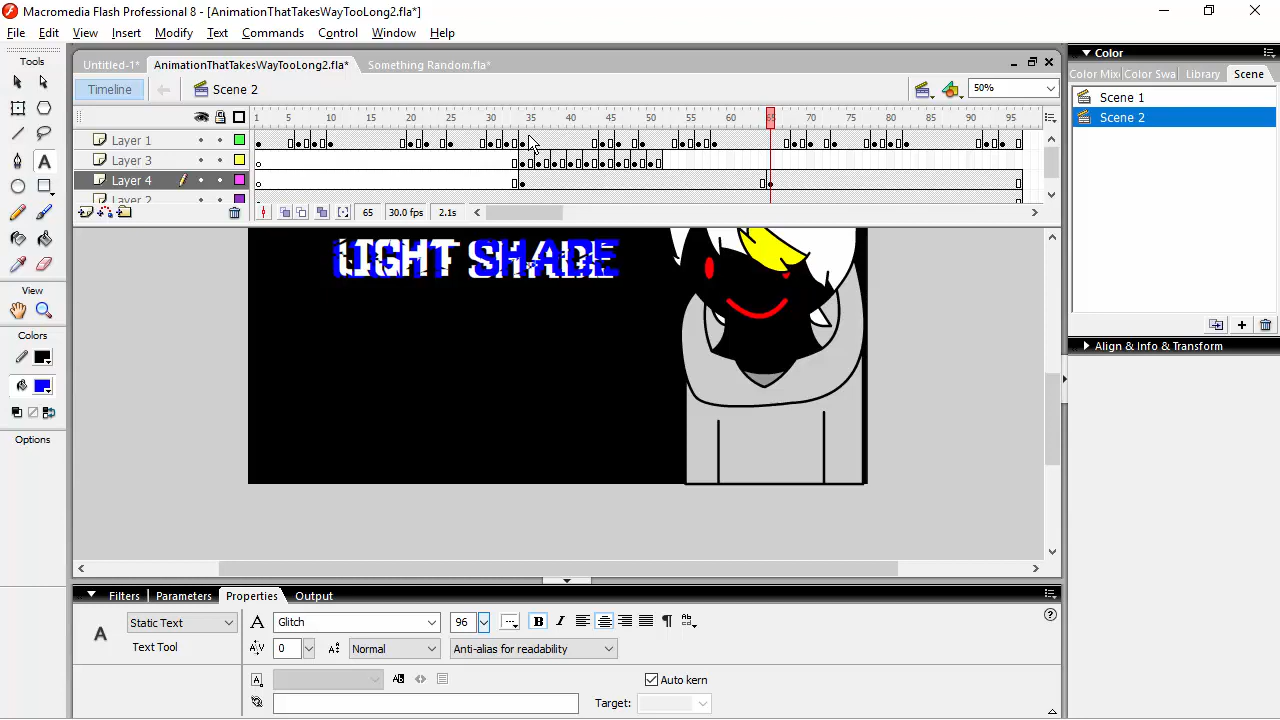 Macromedia Flash Professional 8 - [AnimationThatTakesWayTooLong2.fla*]
File Edit View Insert Modify Text Commands Control Window Help
Tools
Untitled-1* AnimationThatTakesWayTooLong2.fla* Something Random.fla*
Color
Color Mix Color Swa Library Scene
Timeline Scene 2 50%
Scene 1
Scene 2
1 5 10 15 20 25 30 35 40 45 50 55 60 65 70 75 80 85 90 95
Layer 1
Layer 3
Layer 4
Layer 2
65 30.0 fps 2.1s
LIGHT SHADE
View
Colors
Options
Align & Info & Transform
Filters Parameters Properties Output
A Static Text A Glitch 96 B I
Text Tool
A/V 0 Normal Anti-alias for readability
Auto kern
Target: